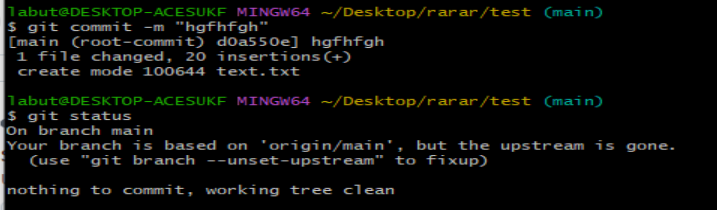 labut@DESKTOP-ACESUKF MINGW64 ~/Desktop/rarar/test (main)
$ git commit -m "hgfhfgh"
[main (root-commit) d0a550e] hgfhfgh
 1 file changed, 20 insertions(+)
 create mode 100644 text.txt

labut@DESKTOP-ACESUKF MINGW64 ~/Desktop/rarar/test (main)
$ git status
On branch main
Your branch is based on 'origin/main', but the upstream is gone.
  (use "git branch --unset-upstream" to fixup)

nothing to commit, working tree clean